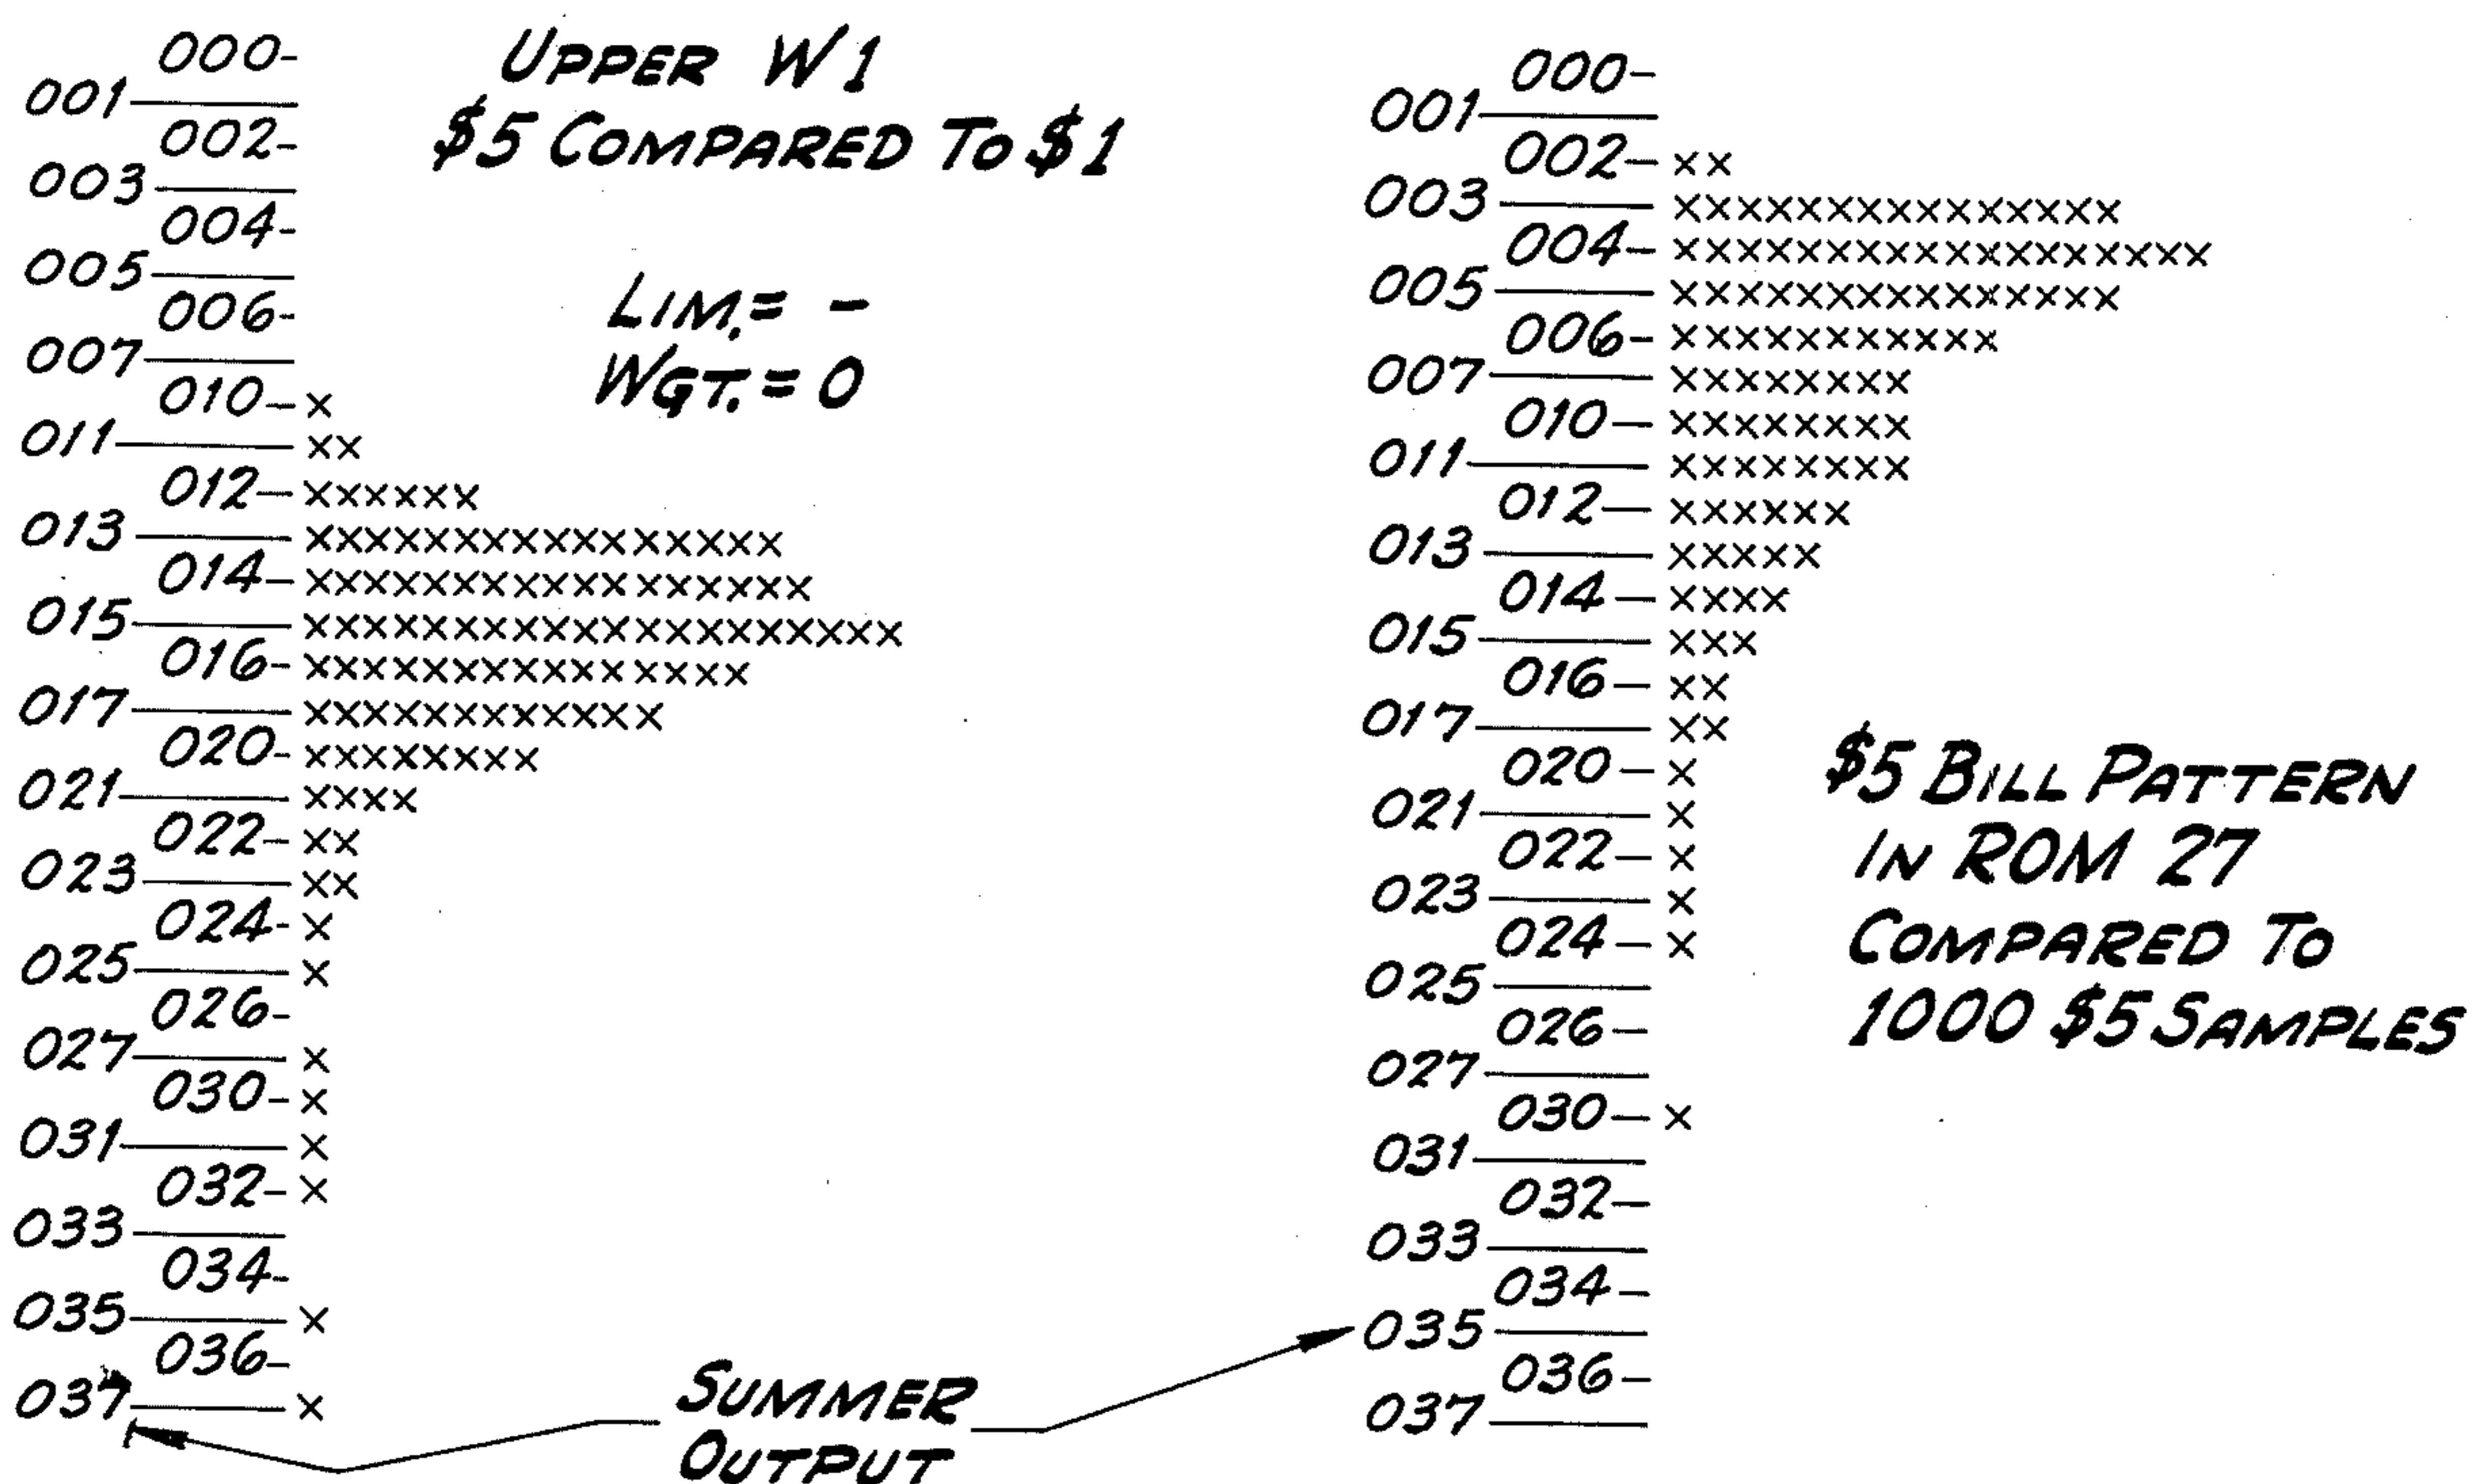 UPPER W1
$5 COMPARED TO $1
LIM.= -
WGT.= 0
000-
001-
002-
003-
004-
005-
006-
007-
010- x
011- xx
012- xxxxxx
013- xxxxxxxxxxxxxxxx
014- xxxxxxxxxxxxxxxxx
015- xxxxxxxxxxxxxxxxxxxx
016- xxxxxxxxxxxxxxx
017- xxxxxxxxxxxx
020- xxxxxxxx
021- xxxx
022- xx
023- xx
024- x
025- x
026-
027- x
030- x
031- x
032- x
033-
034-
035- x
036-
037- x
SUMMER
OUTPUT
000-
001-
002- xx
003- xxxxxxxxxxxxxxx
004- xxxxxxxxxxxxxxxxxx
005- xxxxxxxxxxxxxxx
006- xxxxxxxxxxx
007- xxxxxxxx
010- xxxxxxxx
011- xxxxxxxx
012- xxxxxx
013- xxxxx
014- xxxx
015- xxx
016- xx
017- xx
020- x
021- x
022- x
023- x
024- x
025-
026-
027-
030- x
031-
032-
033-
034-
035-
036-
037-
$5 BILL PATTERN
IN ROM 27
COMPARED TO
1000 $5 SAMPLES